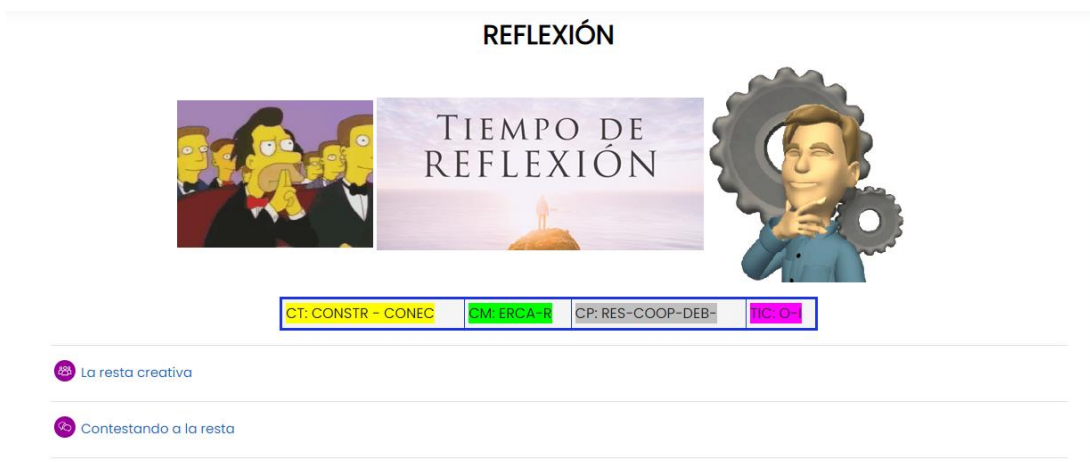 REFLEXIÓN
TIEMPO DE
REFLEXIÓN
CT: CONSTR - CONEC CM: ERCA-R CP: RES-COOP-DEB- TIC: O-I
La resta creativa
Contestando a la resta